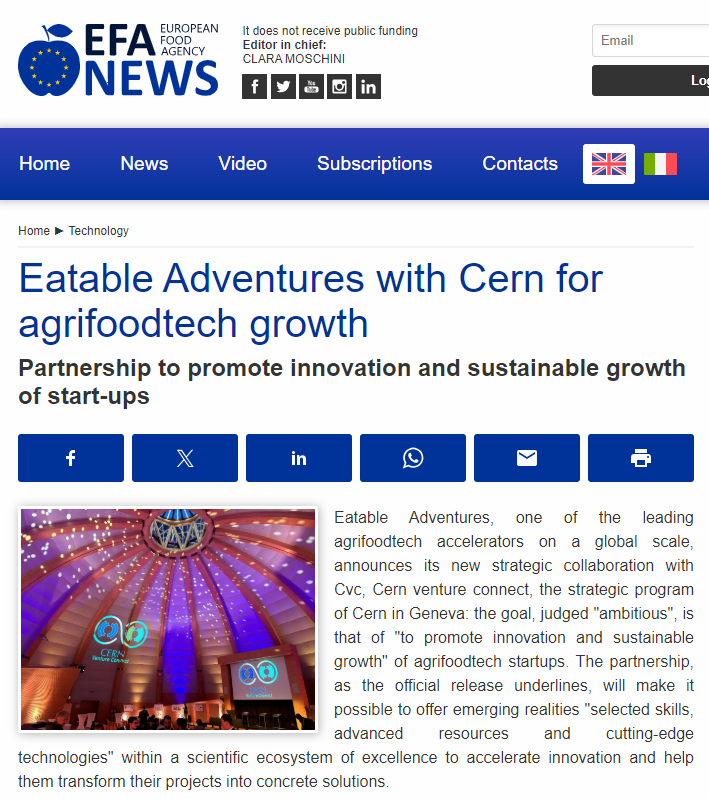 EFA NEWS
EUROPEAN
FOOD
AGENCY
It does not receive public funding
Editor in chief:
CLARA MOSCHINI
Email
Log
Home News Video Subscriptions Contacts
Home ► Technology
Eatable Adventures with Cern for
agrifoodtech growth
Partnership to promote innovation and sustainable growth
of start-ups
CERN
Venture Connect
Eatable Adventures, one of the leading
agrifoodtech accelerators on a global scale,
announces its new strategic collaboration with
Cvc, Cern venture connect, the strategic program
of Cern in Geneva: the goal, judged "ambitious", is
that of "to promote innovation and sustainable
growth" of agrifoodtech startups. The partnership,
as the official release underlines, will make it
possible to offer emerging realities "selected skills,
advanced resources and cutting-edge
technologies" within a scientific ecosystem of excellence to accelerate innovation and help
them transform their projects into concrete solutions.